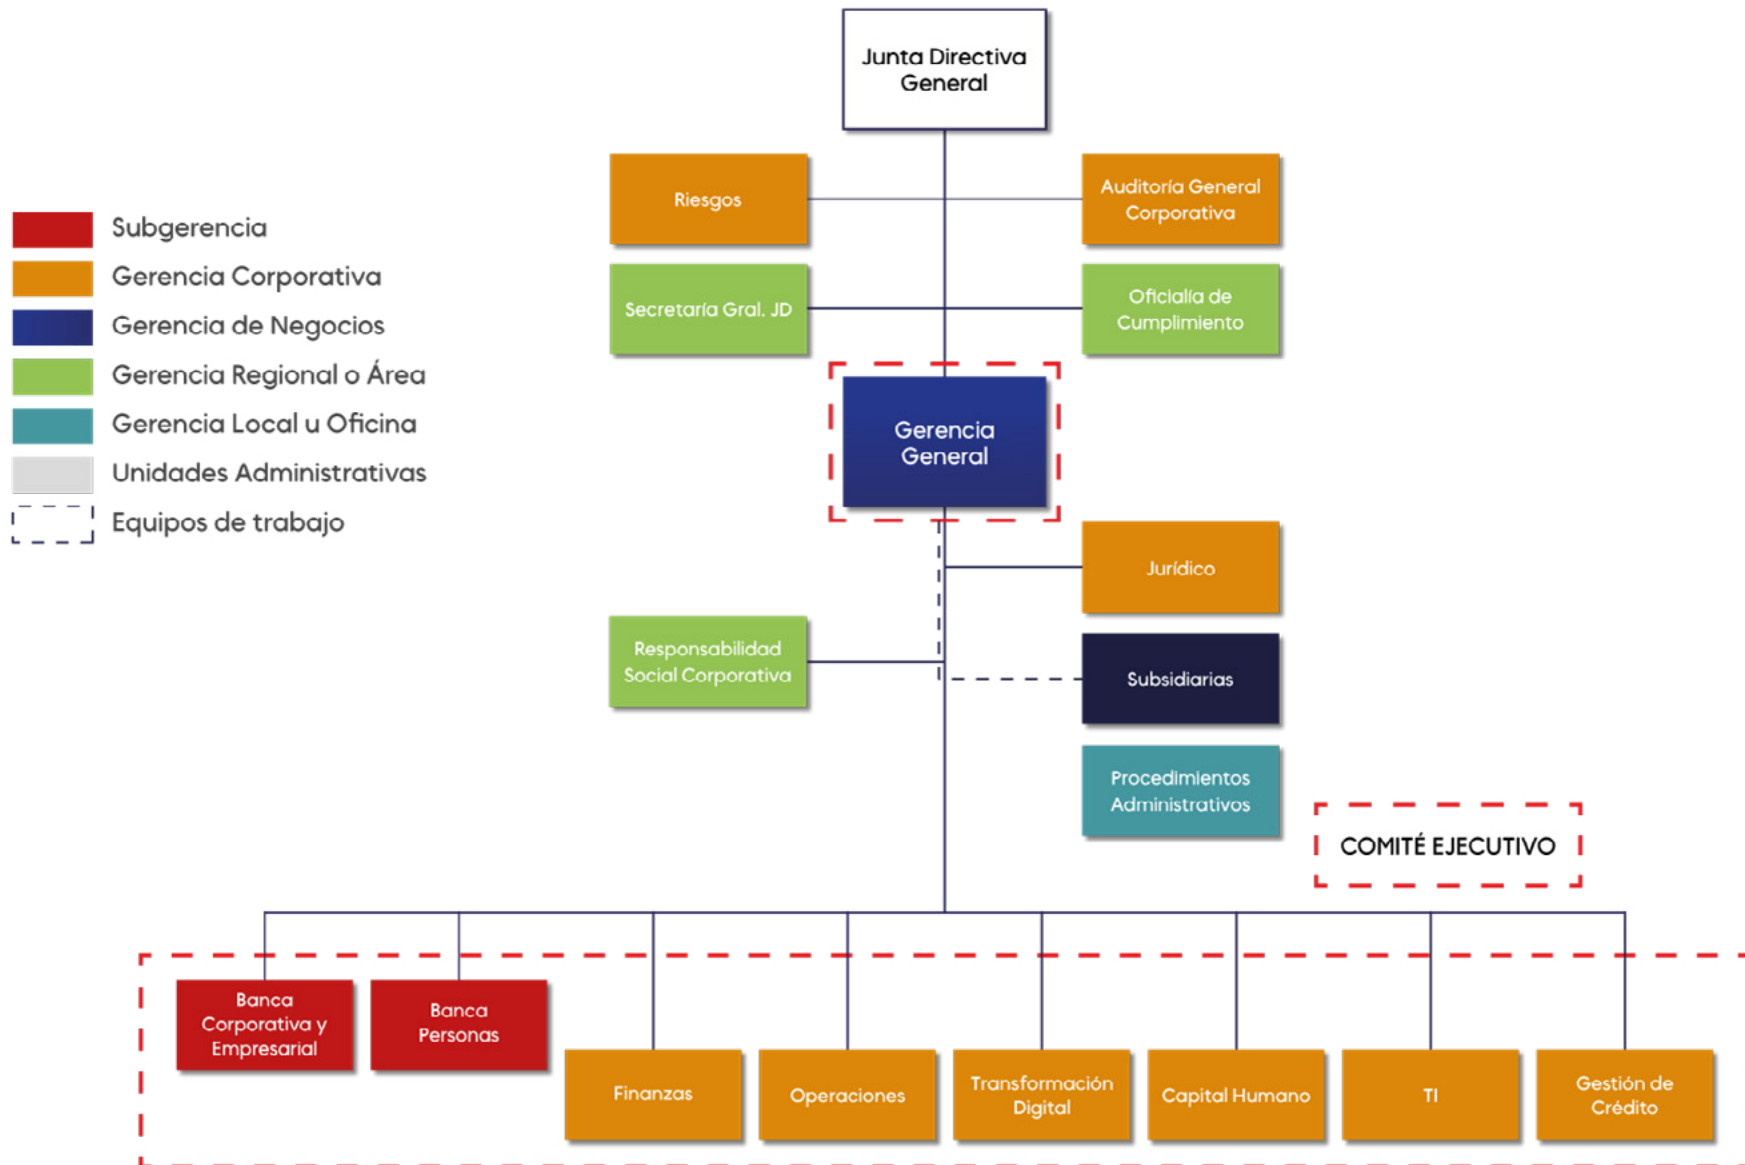 Junta Directiva
General
Riesgos
Auditoría General
Corporativa
Secretaría Gral. JD
Oficialía de
Cumplimiento
Subgerencia
Gerencia Corporativa
Gerencia de Negocios
Gerencia Regional o Área
Gerencia Local u Oficina
Unidades Administrativas
Equipos de trabajo
Gerencia
General
Jurídico
Responsabilidad
Social Corporativa
Subsidiarias
Procedimientos
Administrativos
COMITÉ EJECUTIVO
Banca
Corporativa y
Empresarial
Banca
Personas
Finanzas
Operaciones
Transformación
Digital
Capital Humano
TI
Gestión de
Crédito